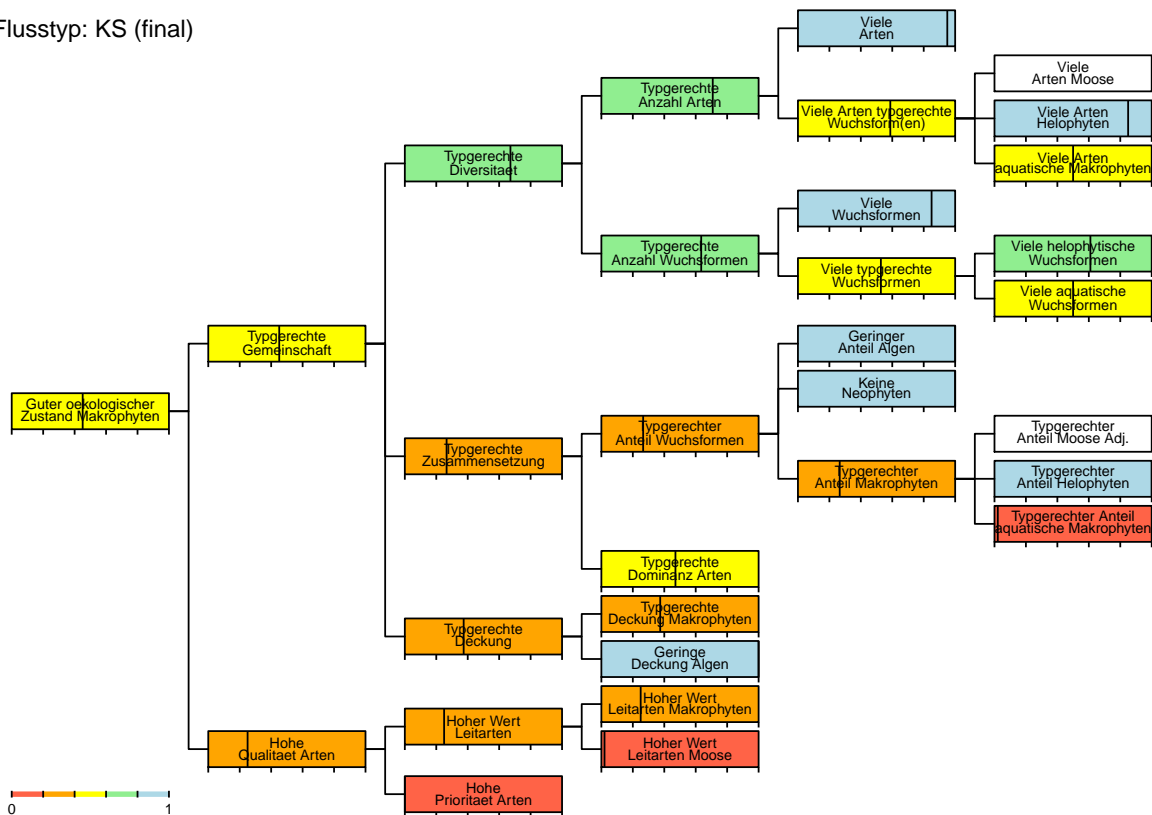 Flusstyp: KS (final)
Viele
Arten
Viele
Arten Moose
Typgerechte
Anzahl Arten
Viele Arten typgerechte
Wuchsform(en)
Viele Arten
Helophyten
Viele Arten
aquatische Makrophyten
Typgerechte
Diversitaet
Viele
Wuchsformen
Typgerechte
Anzahl Wuchsformen
Viele helophytische
Wuchsformen
Viele typgerechte
Wuchsformen
Viele aquatische
Wuchsformen
Typgerechte
Gemeinschaft
Geringer
Anteil Algen
Keine
Neophyten
Guter oekologischer
Zustand Makrophyten
Typgerechter
Anteil Wuchsformen
Typgerechter
Anteil Moose Adj.
Typgerechte
Zusammensetzung
Typgerechter
Anteil Makrophyten
Typgerechter
Anteil Helophyten
Typgerechter Anteil
aquatische Makrophyten
Typgerechte
Dominanz Arten
Typgerechte
Deckung Makrophyten
Typgerechte
Deckung
Geringe
Deckung Algen
Hoher Wert
Leitarten Makrophyten
Hoher Wert
Leitarten
Hohe
Qualitaet Arten
Hoher Wert
Leitarten Moose
Hohe
Prioritaet Arten
0
1